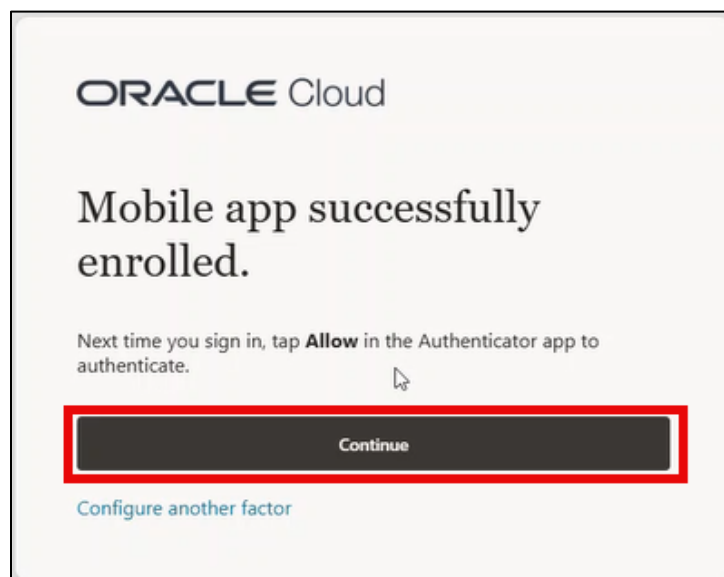 ORACLE Cloud
Mobile app successfully
enrolled.
Next time you sign in, tap Allow in the Authenticator app to
authenticate.
Continue
Configure another factor